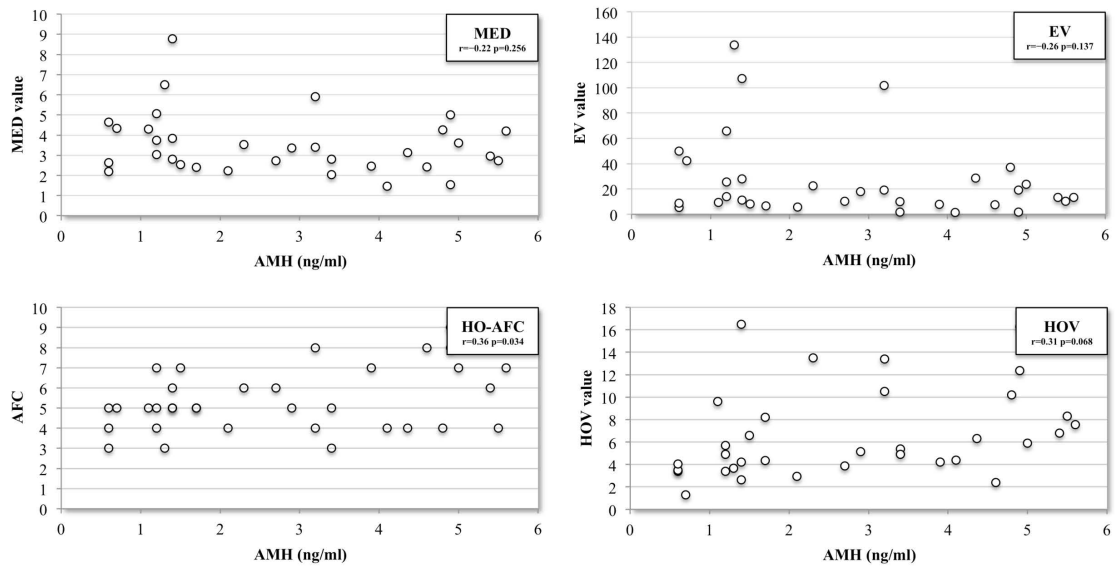 10
9
8
7
6
5
4
3
2
1
0
MED value
MED
r=−0.22 p=0.256
0 1 2 3 4 5 6
AMH (ng/ml)
160
140
120
100
80
60
40
20
0
EV value
EV
r=−0.26 p=0.137
0 1 2 3 4 5 6
AMH (ng/ml)
10
9
8
7
6
5
4
3
2
1
0
AFC
HO-AFC
r=0.36 p=0.034
0 1 2 3 4 5 6
AMH (ng/ml)
18
16
14
12
10
8
6
4
2
0
HOV value
HOV
r=0.31 p=0.068
0 1 2 3 4 5 6
AMH (ng/ml)